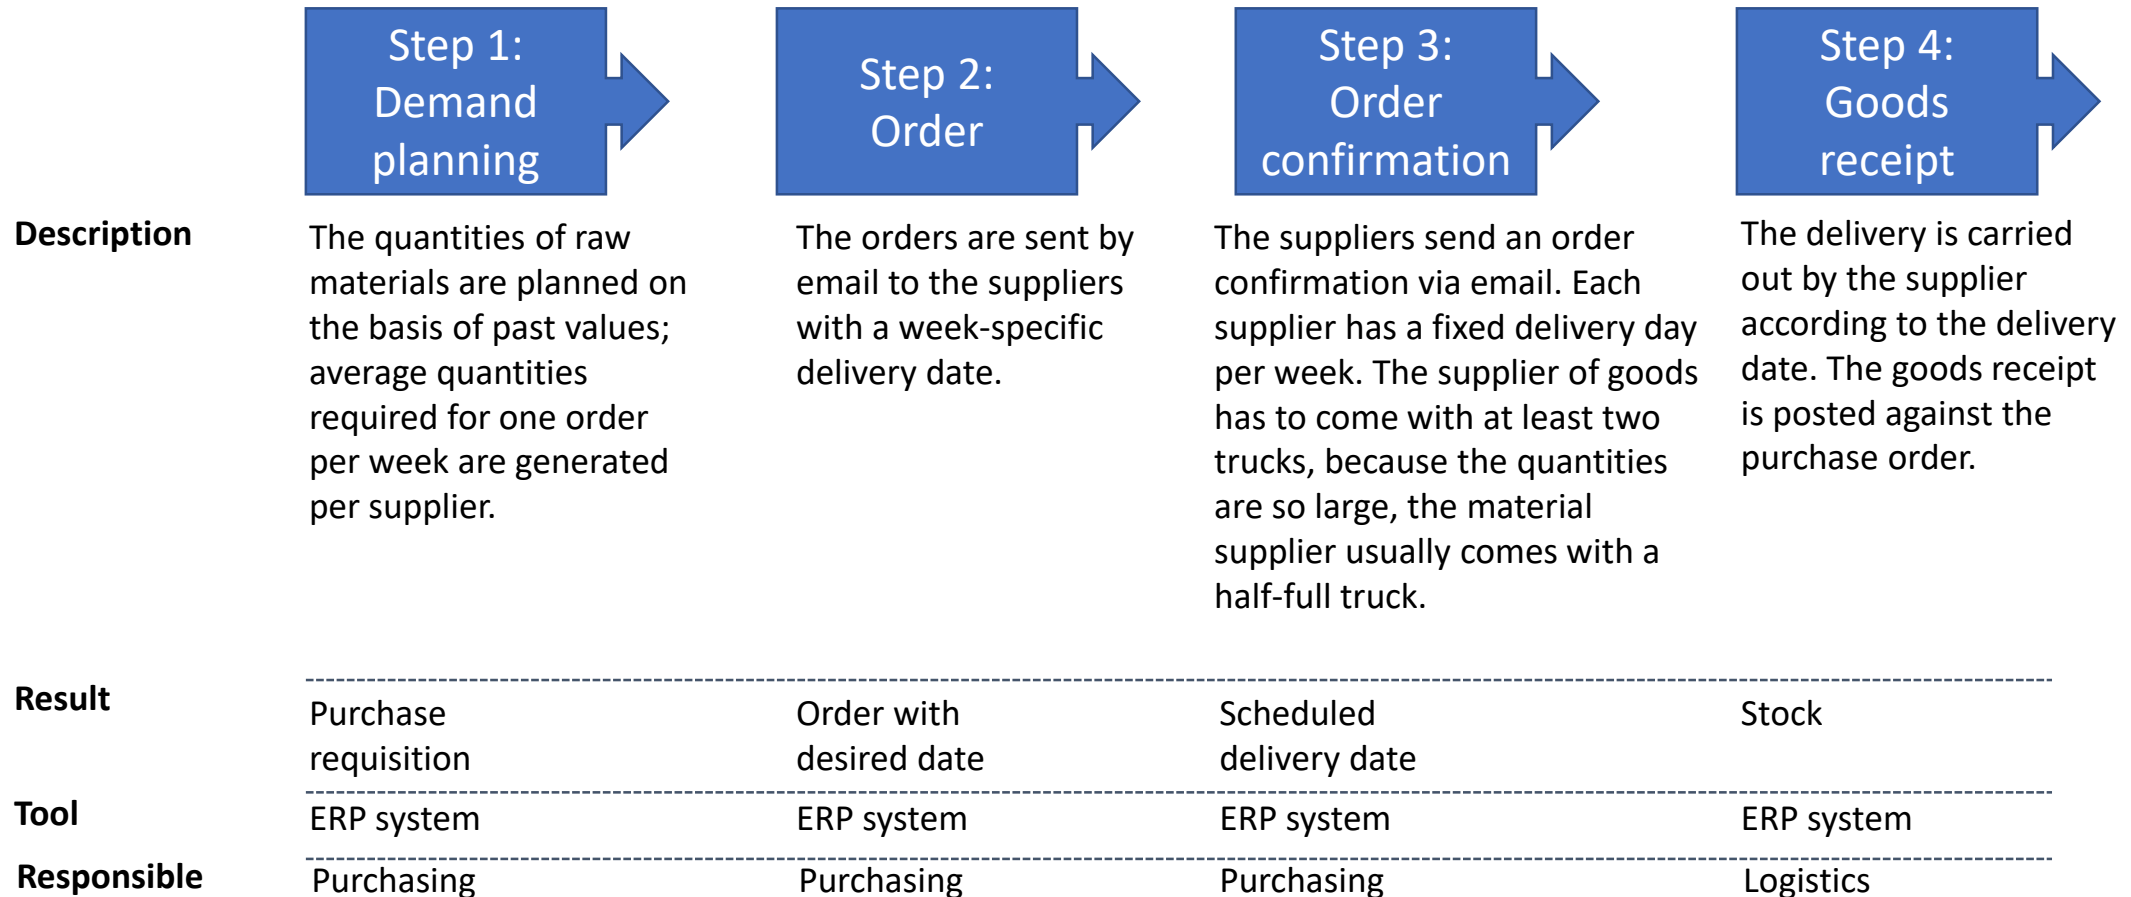 Step 1:
Demand
planning
Step 2:
Order
Step 3:
Order
confirmation
Step 4:
Goods
receipt
Description
The quantities of raw
materials are planned on
the basis of past values;
average quantities
required for one order
per week are generated
per supplier.
The orders are sent by
email to the suppliers
with a week-specific
delivery date.
The suppliers send an order
confirmation via email. Each
supplier has a fixed delivery day
per week. The supplier of goods
has to come with at least two
trucks, because the quantities
are so large, the material
supplier usually comes with a
half-full truck.
The delivery is carried
out by the supplier
according to the delivery
date. The goods receipt
is posted against the
purchase order.
Result
Purchase
requisition
Order with
desired date
Scheduled
delivery date
Stock
Tool
ERP system
ERP system
ERP system
ERP system
Responsible
Purchasing
Purchasing
Purchasing
Logistics